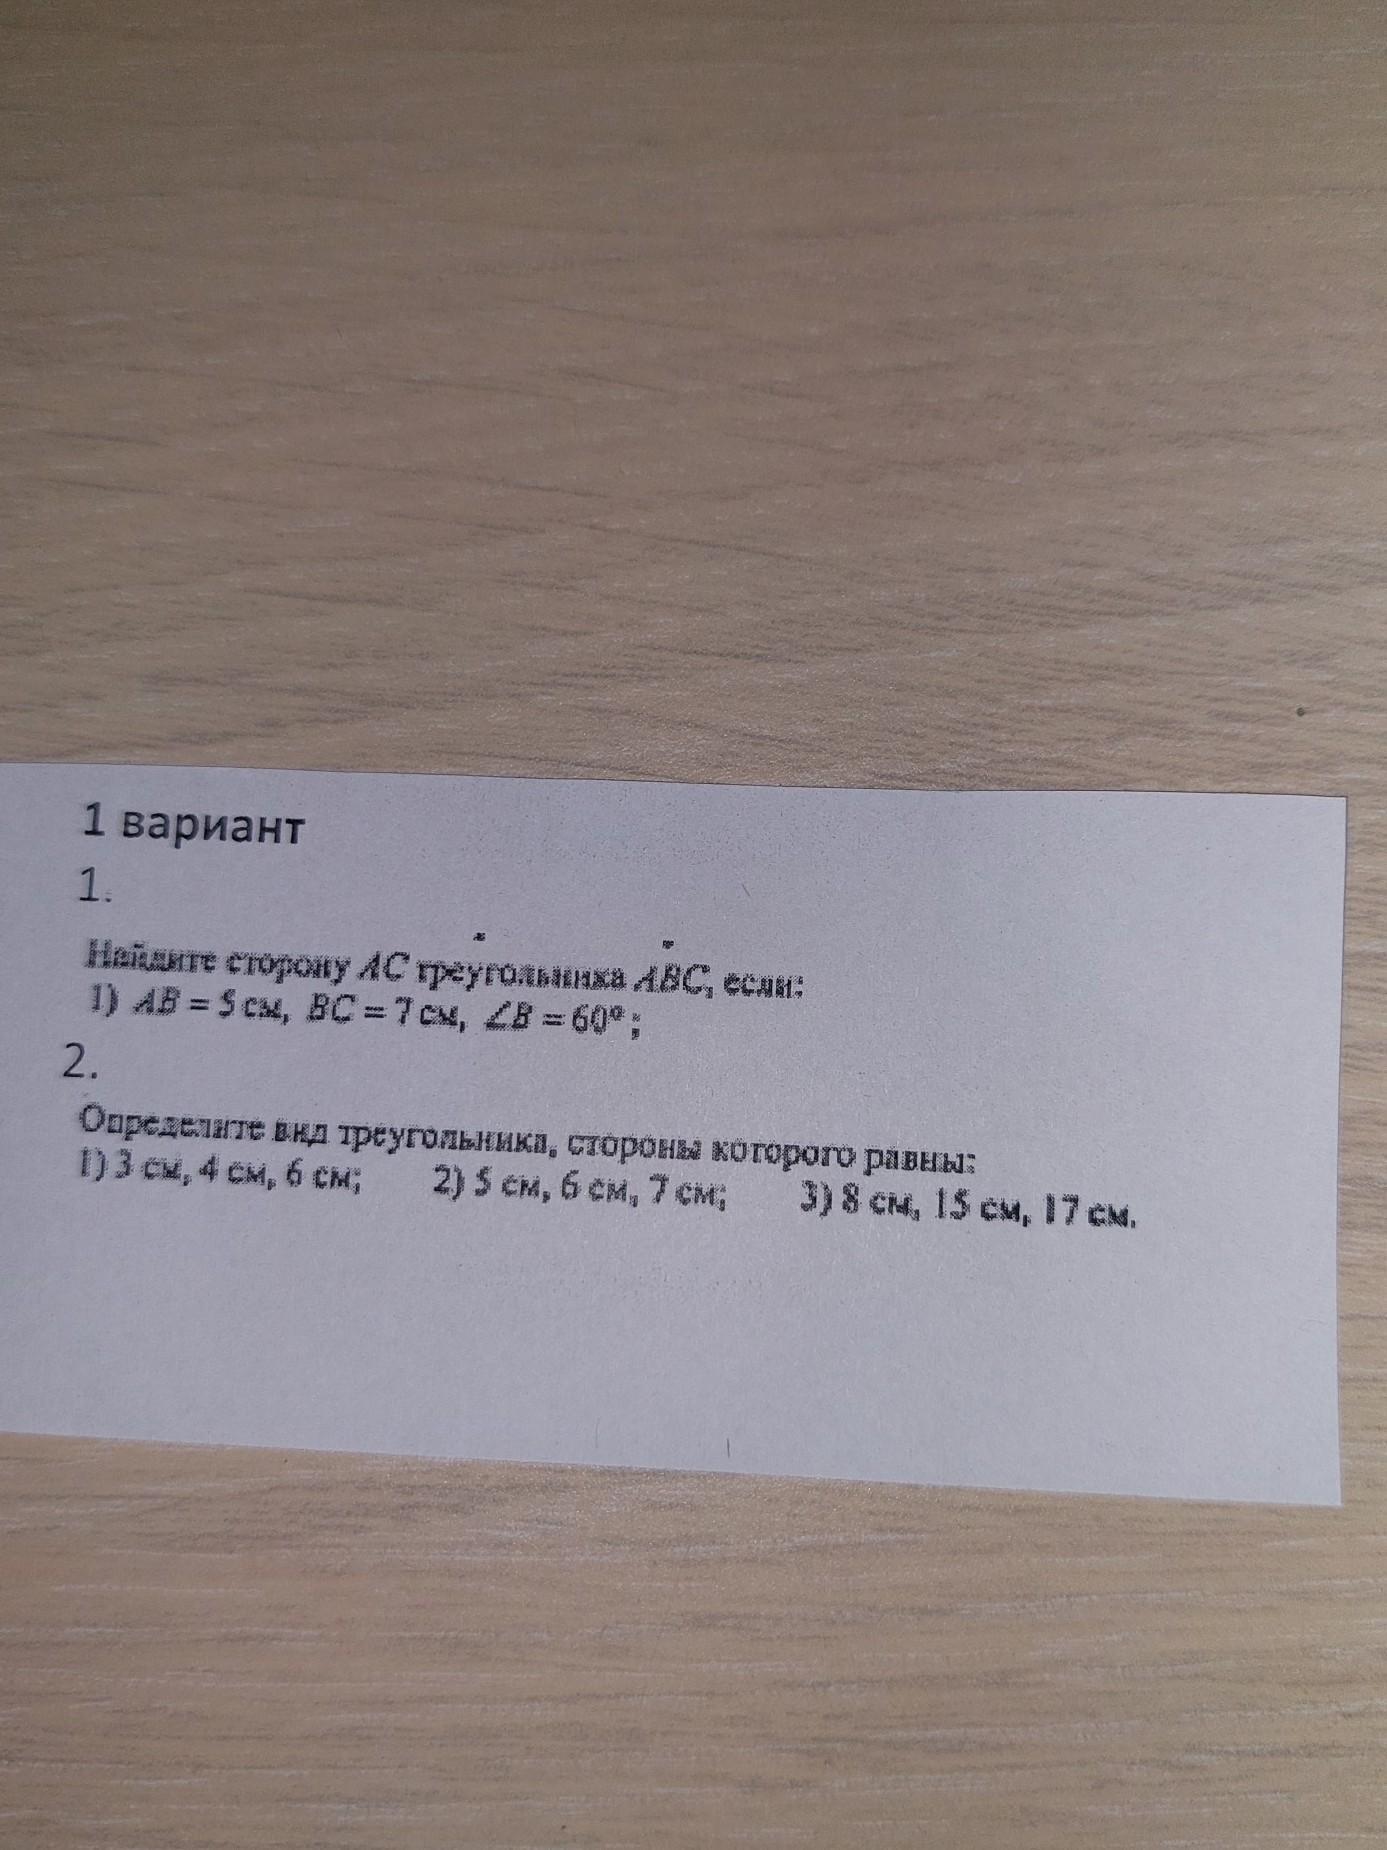 1 вариант
1.
Найдите сторону AC треугольника ABC, если:
1) AB = 5 см, BC = 7 см, ∠B = 60° ;
2.
Определите вид треугольника, стороны которого равны:
1) 3 см, 4 см, 6 см; 2) 5 см, 6 см, 7 см; 3) 8 см, 15 см, 17 см.